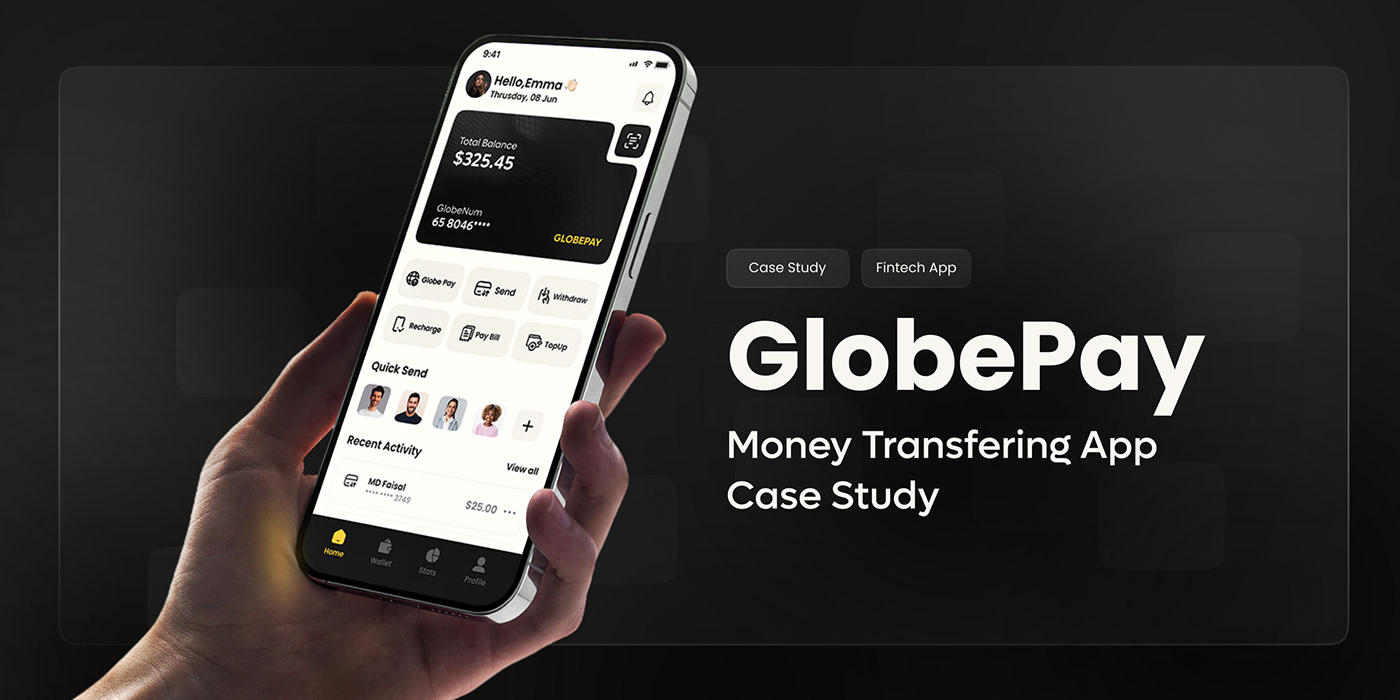 9:41
Hello,Emma 👋🏻
Thrusday, 08 Jun
Total Balance
$325.45
GlobeNum
65 8046****
GLOBEPAY
Globe Pay
Send
Withdraw
Recharge
Pay Bill
TopUp
Quick Send
Recent Activity
View all
MD Faisal
**** **** 3749
$25.00
Home
Wallet
Stats
Profile
Case Study
Fintech App
GlobePay
Money Transfering App
Case Study